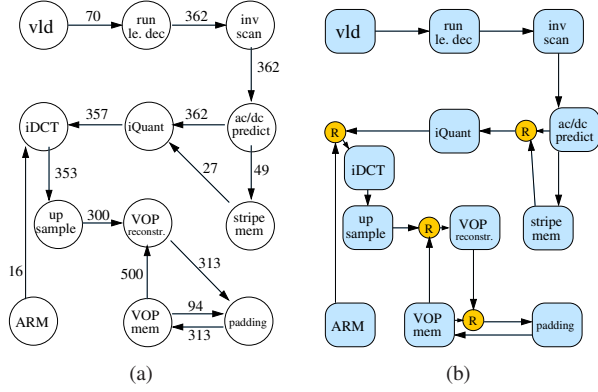 vld
70
run
le. dec
362
inv
scan
362
iDCT
357
iQuant
362
ac/dc
predict
353
27
49
up
sample
300
VOP
reconstr.
stripe
mem
16
500
313
ARM
VOP
mem
94
313
padding
(a)
vld
run
le. dec
inv
scan
R
iQuant
R
ac/dc
predict
iDCT
up
sample
R
VOP
reconstr.
stripe
mem
ARM
VOP
mem
R
padding
(b)